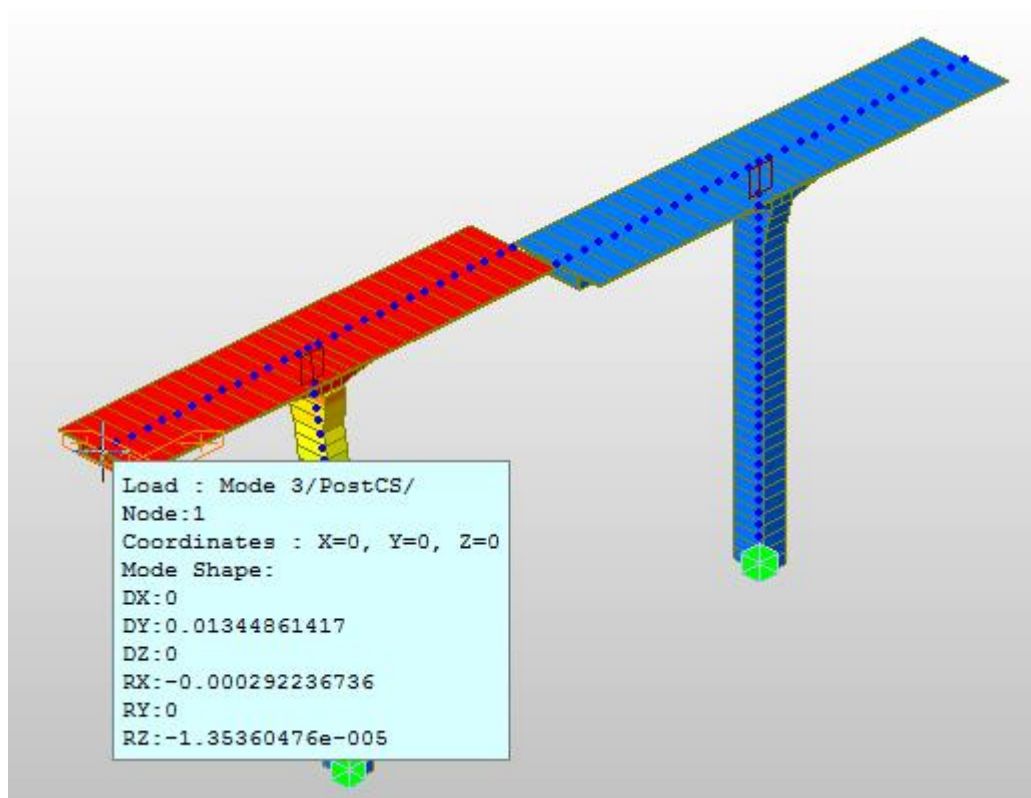 Load : Mode 3/PostCS/
Node:1
Coordinates : X=0, Y=0, Z=0
Mode Shape:
DX:0
DY:0.01344861417
DZ:0
RX:-0.000292236736
RY:0
RZ:-1.35360476e-005